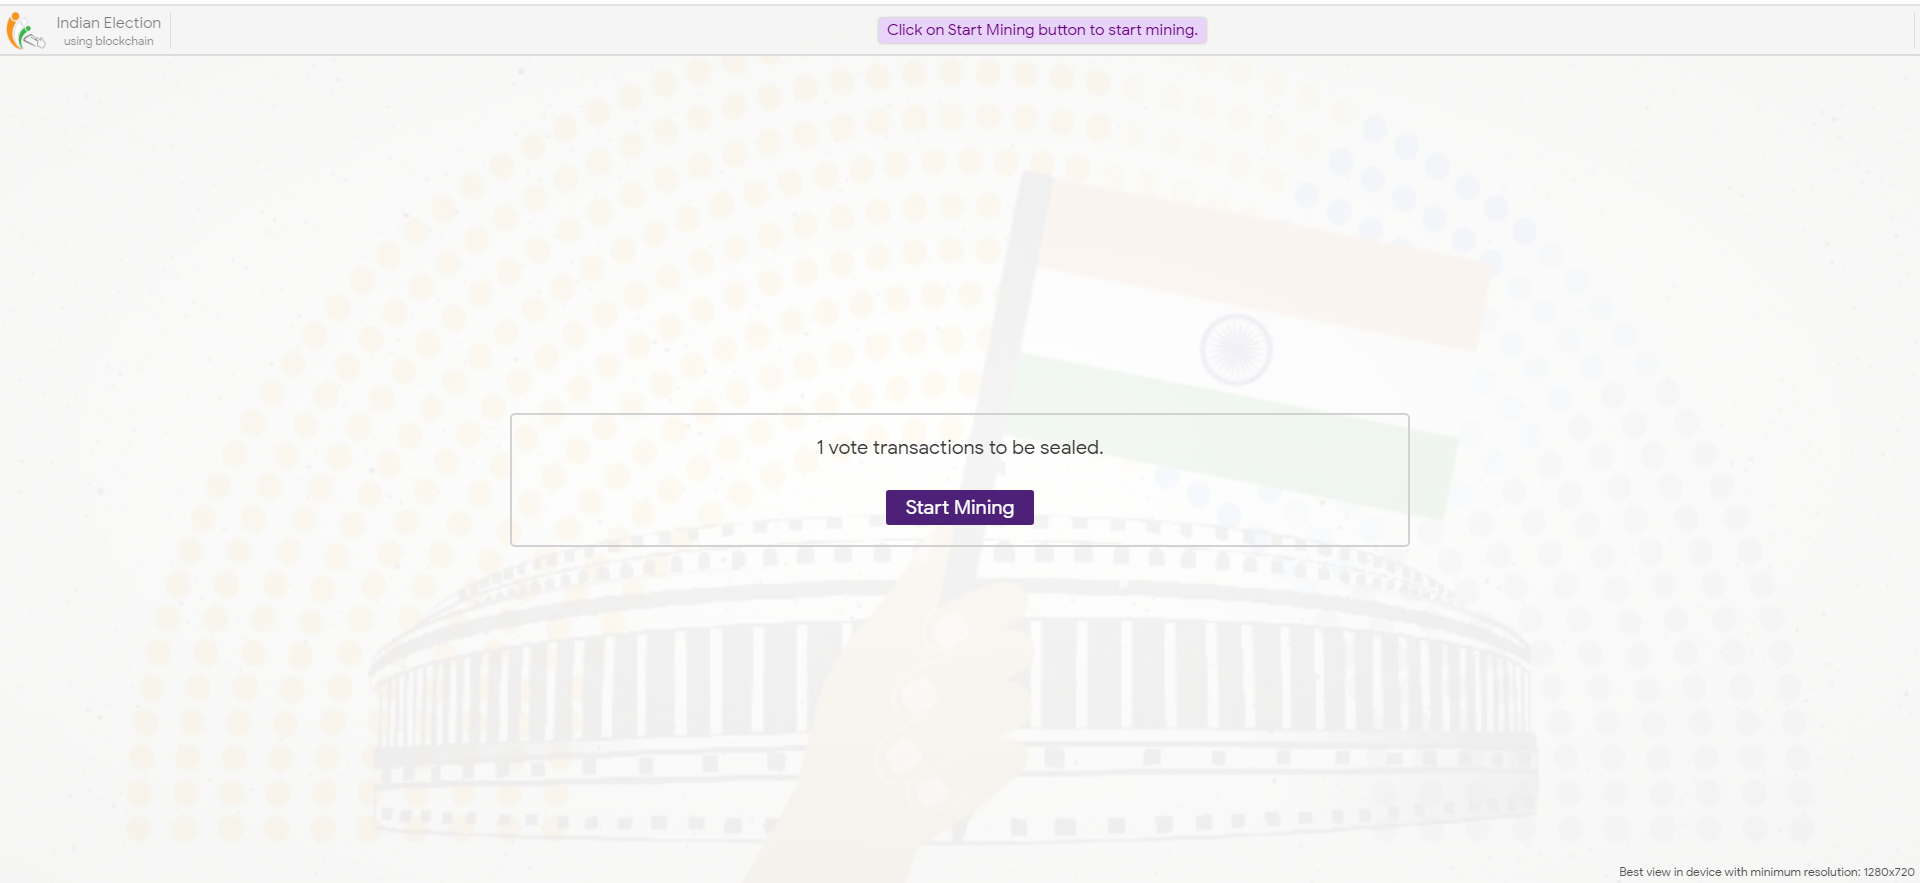 Indian Election
using blockchain
Click on Start Mining button to start mining.
1 vote transactions to be sealed.
Start Mining
Best view in device with minimum resolution: 1280x720